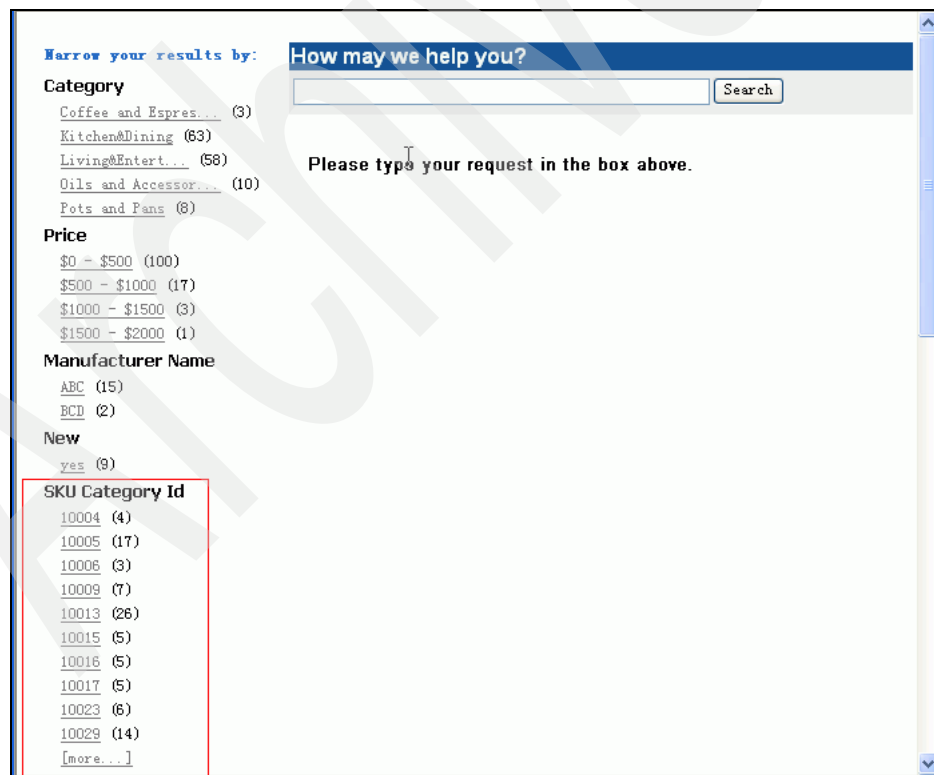 Narrow your results by:
Category
Coffee and Espres... (3)
Kitchen&Dining (63)
Living&Entert... (58)
Oils and Accessor... (10)
Pots and Pans (8)
Price
$0 - $500 (100)
$500 - $1000 (17)
$1000 - $1500 (3)
$1500 - $2000 (1)
Manufacturer Name
ABC (15)
BCD (2)
New
yes (9)
SKU Category Id
10004 (4)
10005 (17)
10006 (3)
10009 (7)
10013 (26)
10015 (5)
10016 (5)
10017 (5)
10023 (6)
10029 (14)
[more...]
How may we help you?
Search
Please type your request in the box above.